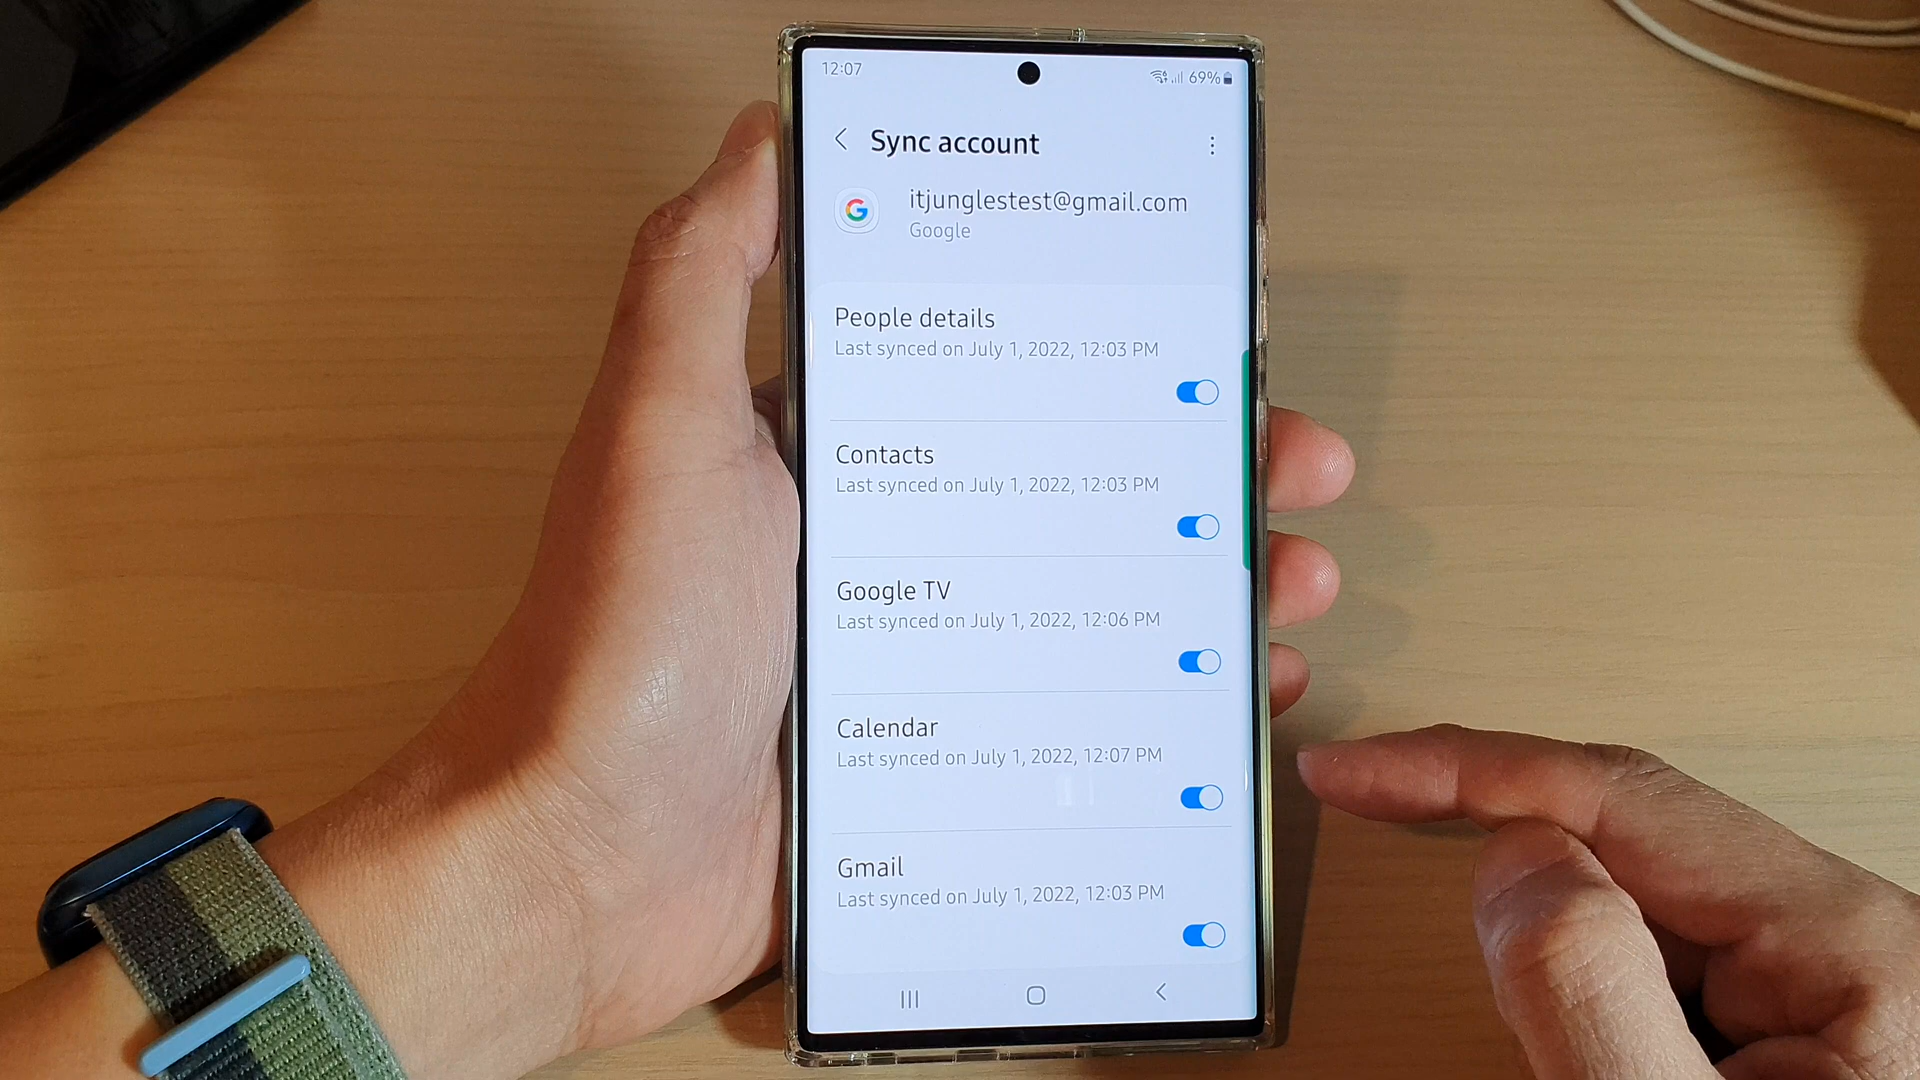 12:07
69%
Sync account
itjunglestest@gmail.com
Google
People details
Last synced on July 1, 2022, 12:03 PM
Contacts
Last synced on July 1, 2022, 12:03 PM
Google TV
Last synced on July 1, 2022, 12:06 PM
Calendar
Last synced on July 1, 2022, 12:07 PM
Gmail
Last synced on July 1, 2022, 12:03 PM